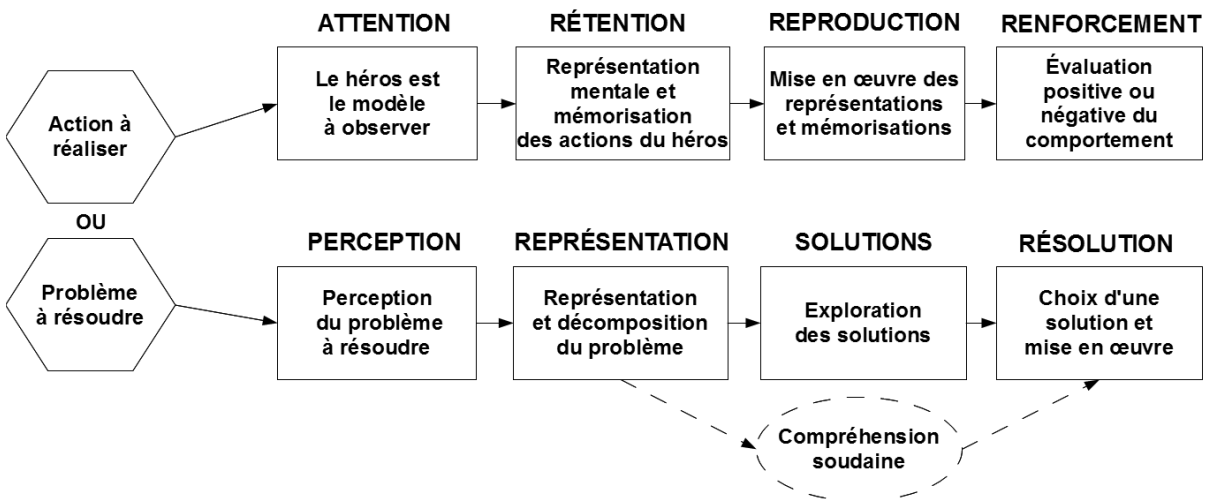 ATTENTION
RÉTENTION
REPRODUCTION
RENFORCEMENT
Action à
réaliser
Le héros est
le modèle
à observer
Représentation
mentale et
mémorisation
des actions du héros
Mise en œuvre des
représentations
et mémorisations
Évaluation
positive ou
négative du
comportement
OU
PERCEPTION
REPRÉSENTATION
SOLUTIONS
RÉSOLUTION
Problème
à résoudre
Perception
du problème
à résoudre
Représentation
et décomposition
du problème
Exploration
des solutions
Choix d'une
solution et
mise en œuvre
Compréhension
soudaine